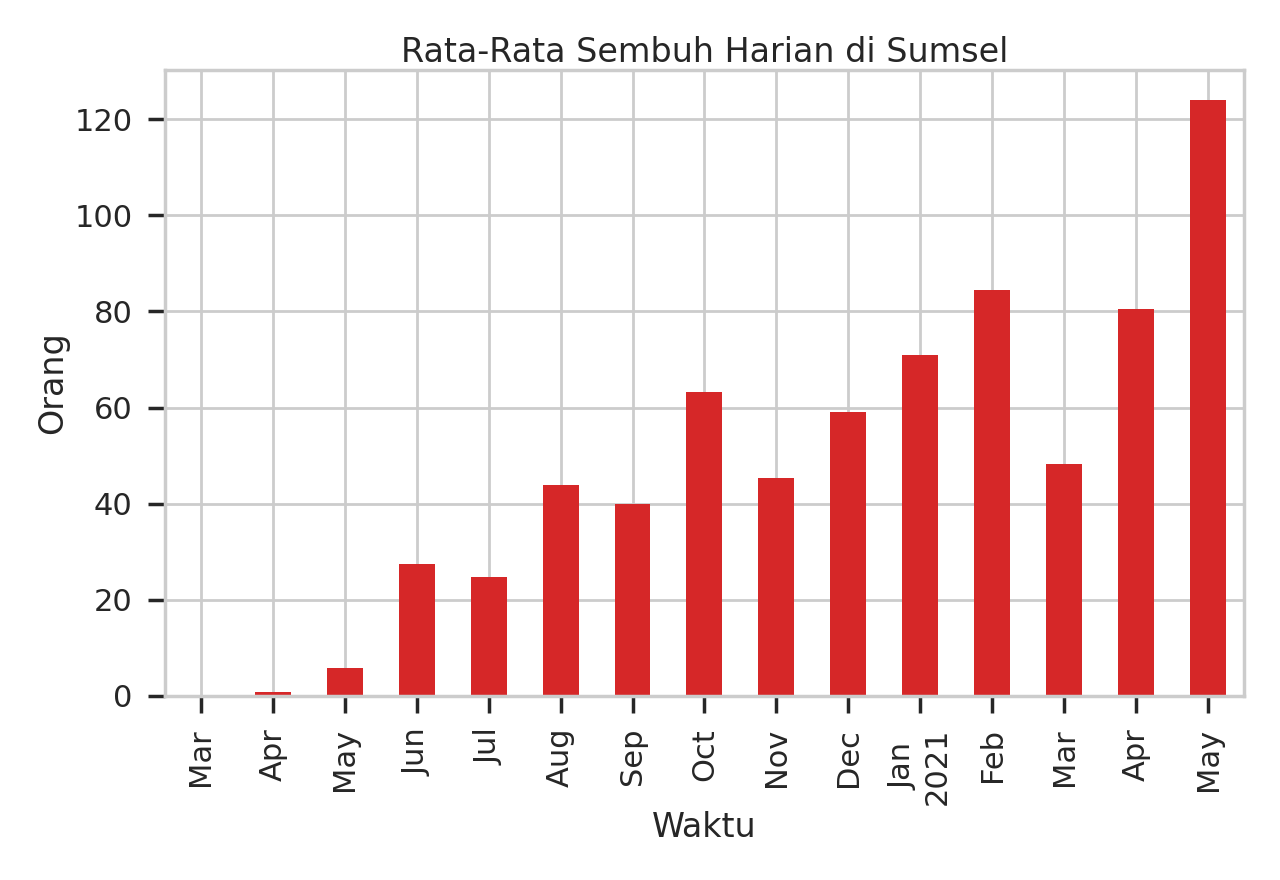 Rata-Rata Sembuh Harian di Sumsel
Orang
120
100
80
60
40
20
0
Mar
Apr
May
Jun
Jul
Aug
Sep
Oct
Nov
Dec
Jan
2021
Feb
Mar
Apr
May
Waktu